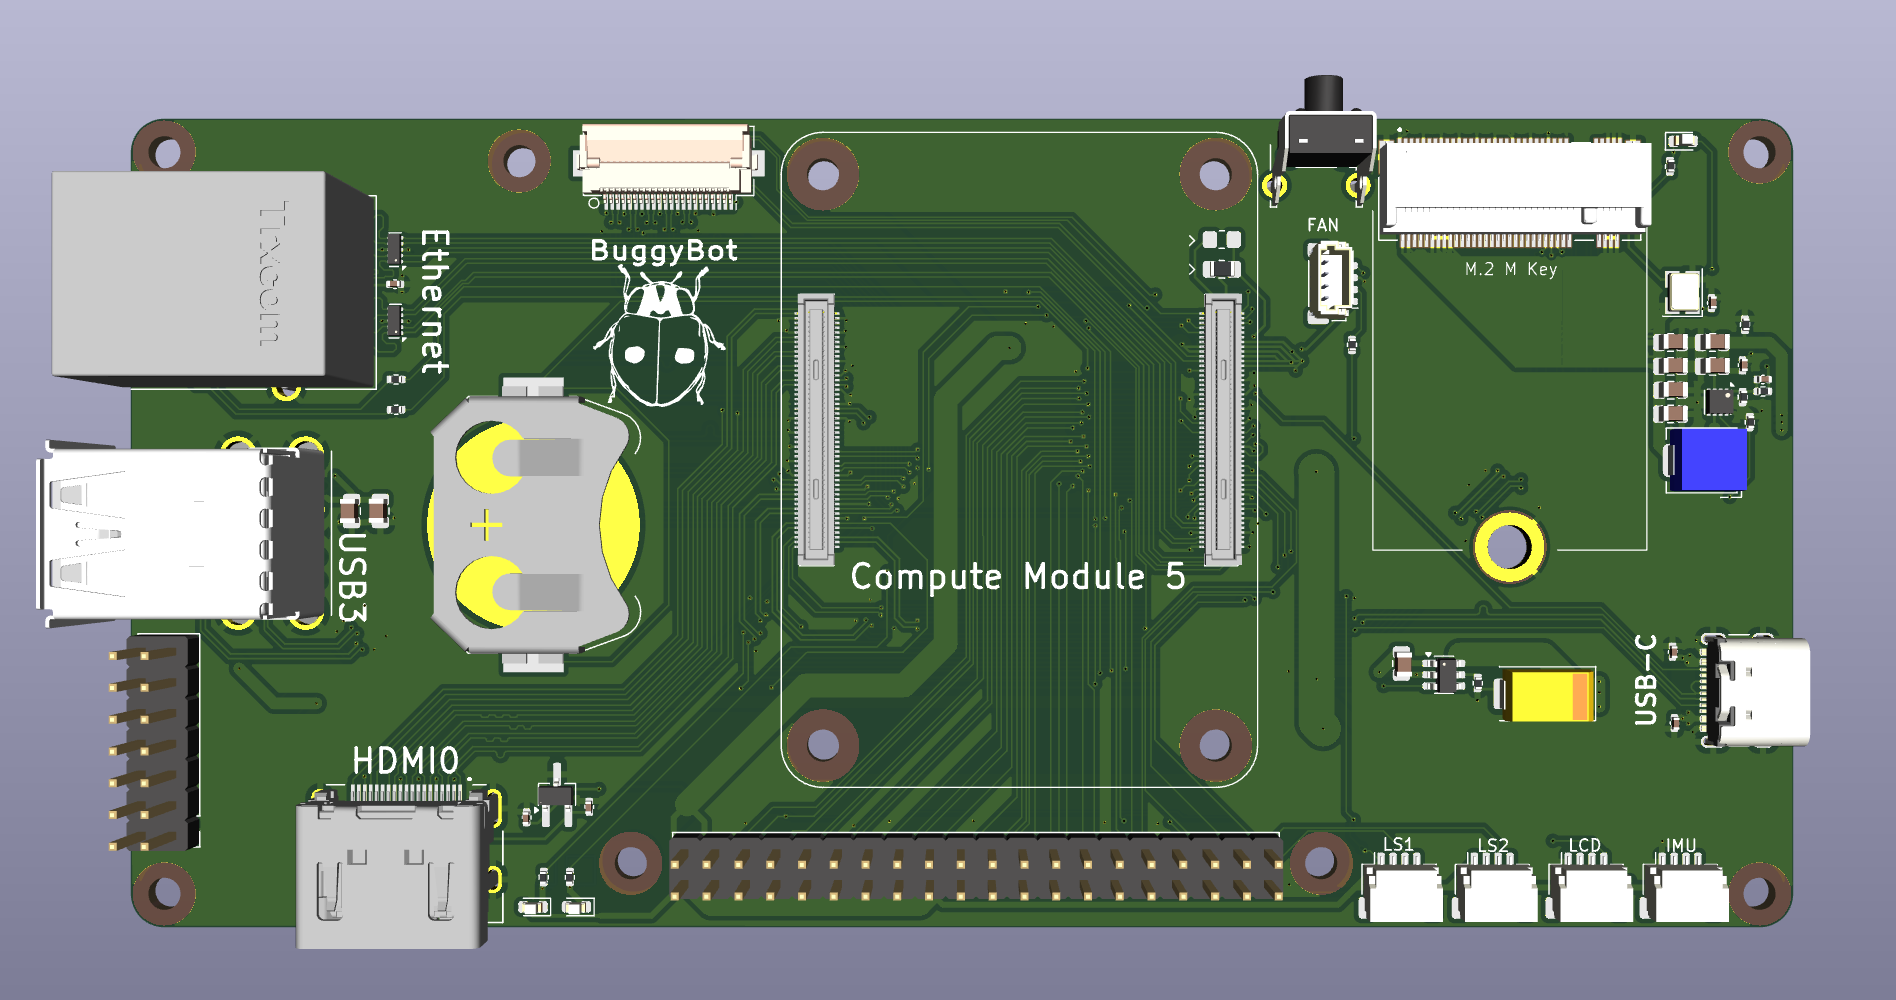 Trxcom
Ethernet
BuggyBot
FAN
M.2 M Key
+
USB3
Compute Module 5
USB-C
HDMI0
LS1
LS2
LCD
IMU